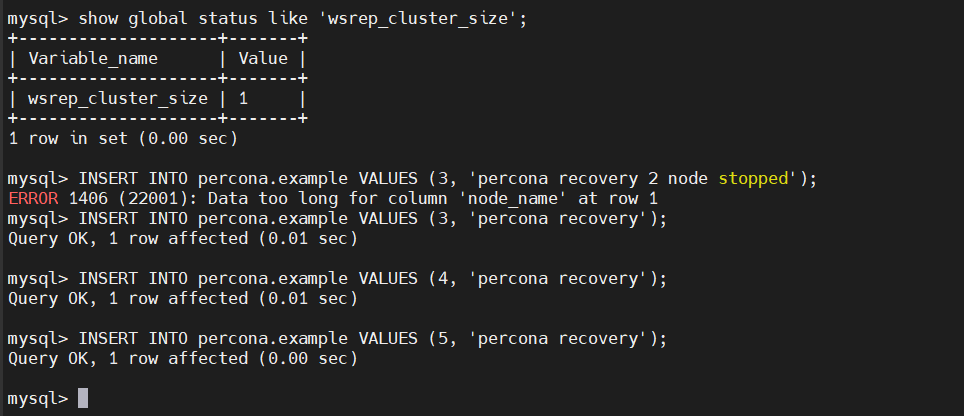 mysql> show global status like 'wsrep_cluster_size';
+--------------------+-------+
| Variable_name      | Value |
+--------------------+-------+
| wsrep_cluster_size | 1     |
+--------------------+-------+
1 row in set (0.00 sec)
mysql> INSERT INTO percona.example VALUES (3, 'percona recovery 2 node stopped');
ERROR 1406 (22001): Data too long for column 'node_name' at row 1
mysql> INSERT INTO percona.example VALUES (3, 'percona recovery');
Query OK, 1 row affected (0.01 sec)
mysql> INSERT INTO percona.example VALUES (4, 'percona recovery');
Query OK, 1 row affected (0.01 sec)
mysql> INSERT INTO percona.example VALUES (5, 'percona recovery');
Query OK, 1 row affected (0.00 sec)
mysql>